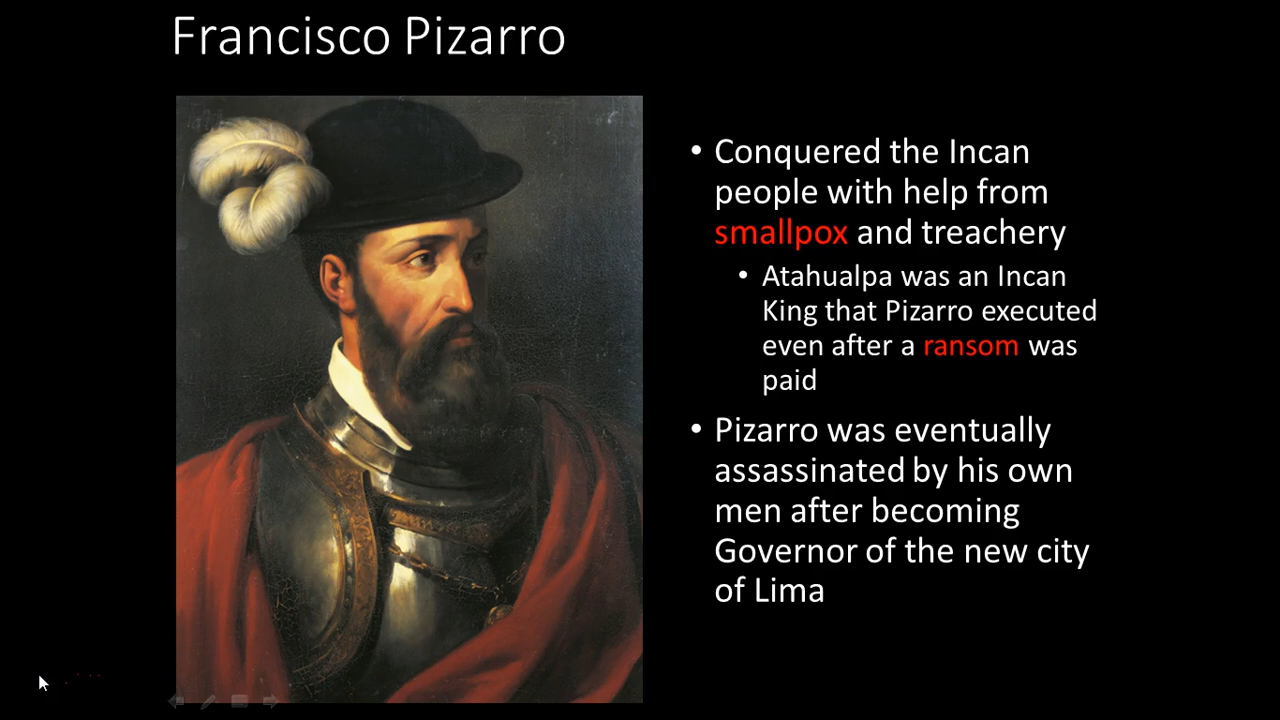 Francisco Pizarro
• Conquered the Incan
people with help from
smallpox and treachery
• Atahualpa was an Incan
King that Pizarro executed
even after a ransom was
paid
• Pizarro was eventually
assassinated by his own
men after becoming
Governor of the new city
of Lima